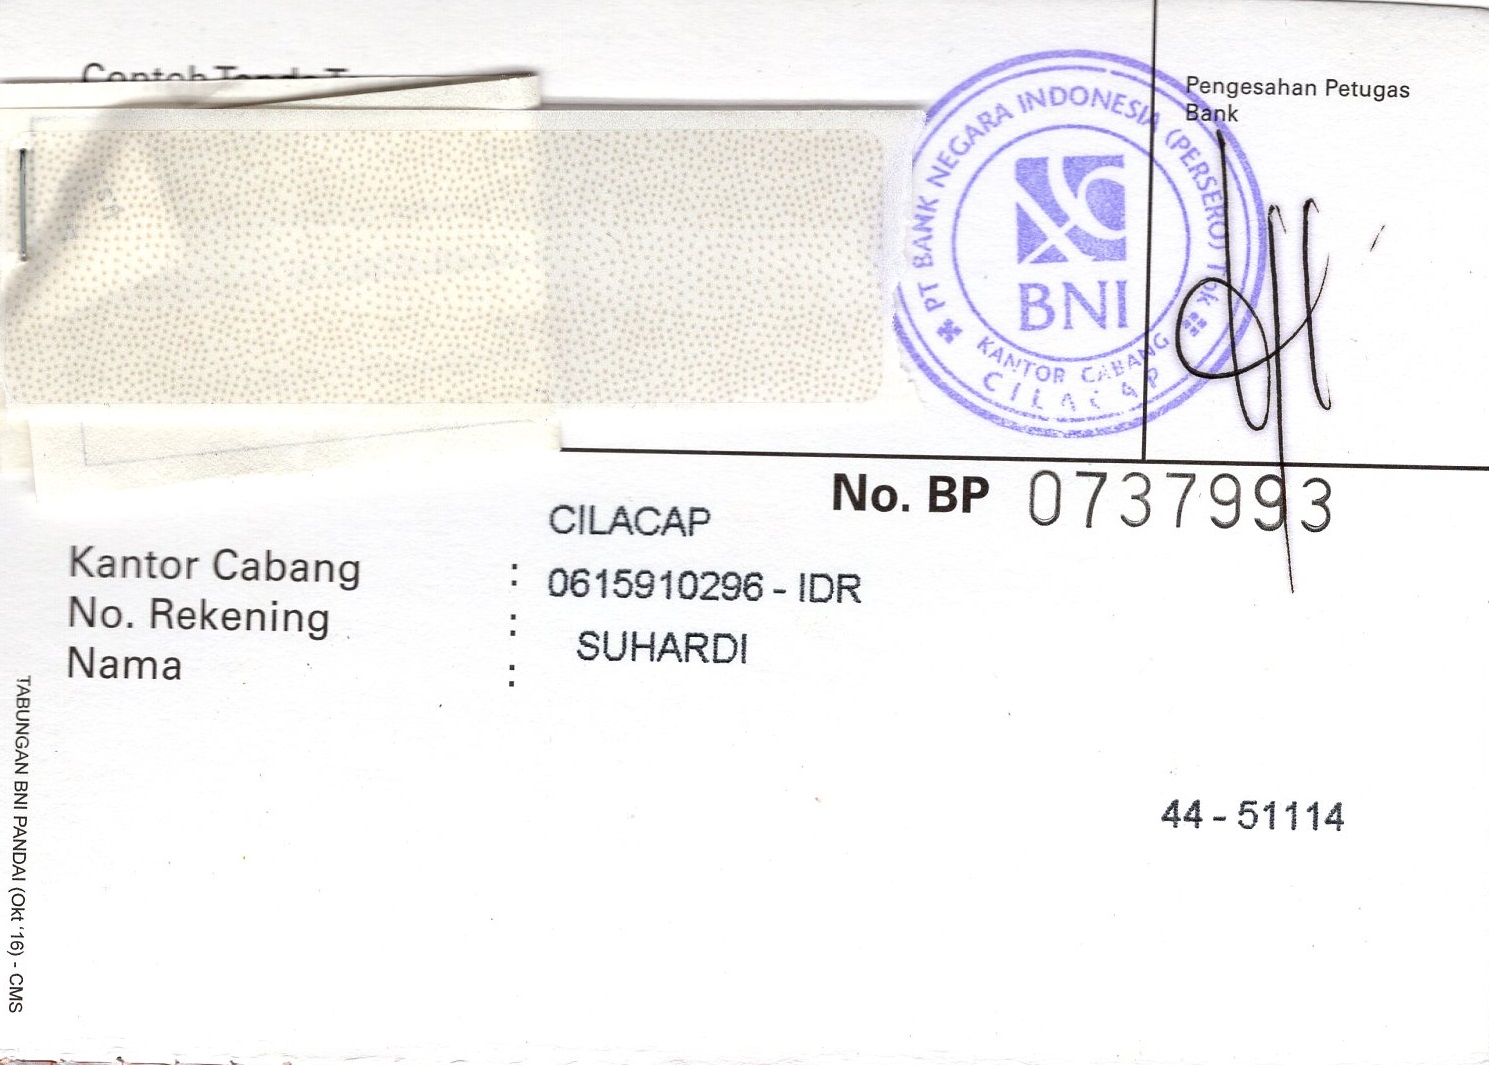 Contoh Tanda
Pengesahan Petugas
Bank
PT BANK NEGARA INDONESIA (PERSERO) Tbk
BNI
KANTOR CABANG
CILACAP
No. BP 0737993
CILACAP
Kantor Cabang :
0615910296 - IDR
No. Rekening :
SUHARDI
Nama :
44 - 51114
TABUNGAN BNI PANDAI (Okt '16) - CMS